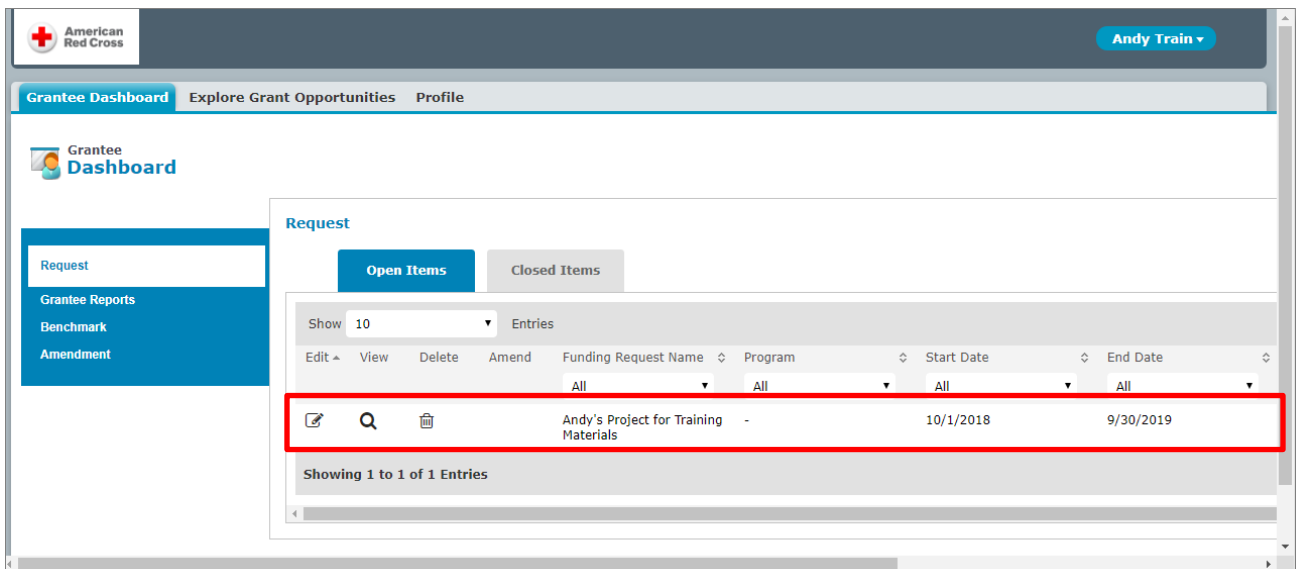 American
Red Cross
Andy Train
Grantee Dashboard Explore Grant Opportunities Profile
Grantee
Dashboard
Request
Grantee Reports
Benchmark
Amendment
Request
Open Items Closed Items
Show 10 Entries
Edit View Delete Amend Funding Request Name Program Start Date End Date
All All All All
Andy's Project for Training - 10/1/2018 9/30/2019
Materials
Showing 1 to 1 of 1 Entries